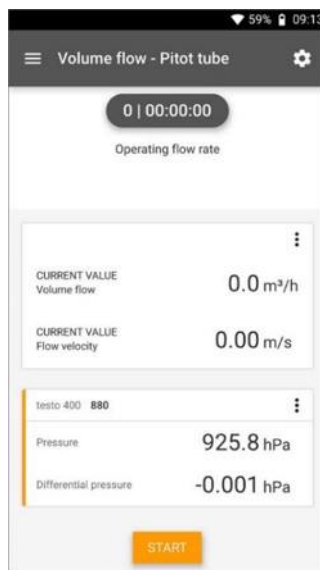 59% 09:13
Volume flow - Pitot tube
0 | 00:00:00
Operating flow rate
CURRENT VALUE
Volume flow
0.0 m³/h
CURRENT VALUE
Flow velocity
0.00 m/s
testo 400 880
Pressure
925.8 hPa
Differential pressure
-0.001 hPa
START